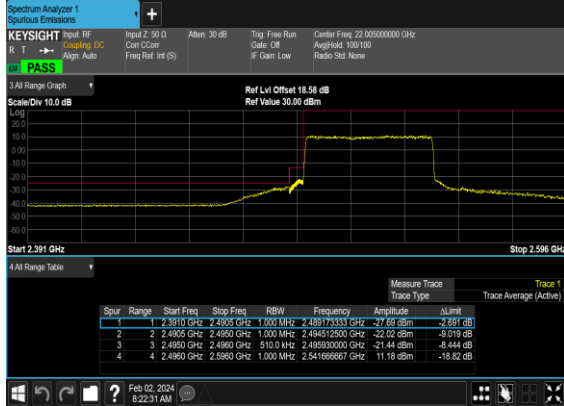 Spectrum Analyzer 1
Spurious Emissions
KEYSIGHT
R T
LXI PASS
Input: RF
Coupling: DC
Align: Auto
Input Z: 50 Ω
Corr CCorr
Freq Ref: Int (S)
Atten: 30 dB
Trig: Free Run
Gate: Off
IF Gain: Low
Center Freq: 22.005000000 GHz
Avg|Hold: 100/100
Radio Std: None
3 All Range Graph
Scale/Div 10.0 dB
Ref Lvl Offset 18.58 dB
Ref Value 30.00 dBm
Log
20.0
10.0
0.00
-10.0
-20.0
-30.0
-40.0
-50.0
-60.0
Start 2.391 GHz Stop 2.596 GHz
4 All Range Table
Measure Trace Trace 1
Trace Type Trace Average (Active)
Spur Range Start Freq Stop Freq RBW Frequency Amplitude ΔLimit
1 1 2.3910 GHz 2.4905 GHz 1.000 MHz 2.489173333 GHz -27.69 dBm -2.691 dB
2 2 2.4905 GHz 2.4950 GHz 1.000 MHz 2.494512500 GHz -22.02 dBm -9.019 dB
3 3 2.4950 GHz 2.4960 GHz 510.0 kHz 2.495930000 GHz -21.44 dBm -8.444 dB
4 4 2.4960 GHz 2.5960 GHz 1.000 MHz 2.541666667 GHz 11.18 dBm -18.82 dB
?
Feb 02, 2024
8:22:31 AM